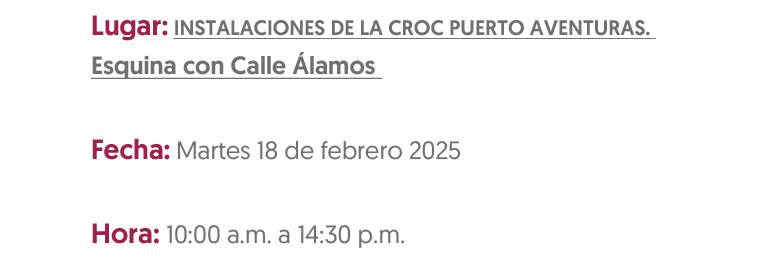 Lugar: INSTALACIONES DE LA CROC PUERTO AVENTURAS.
Esquina con Calle Álamos
Fecha: Martes 18 de febrero 2025
Hora: 10:00 a.m. a 14:30 p.m.